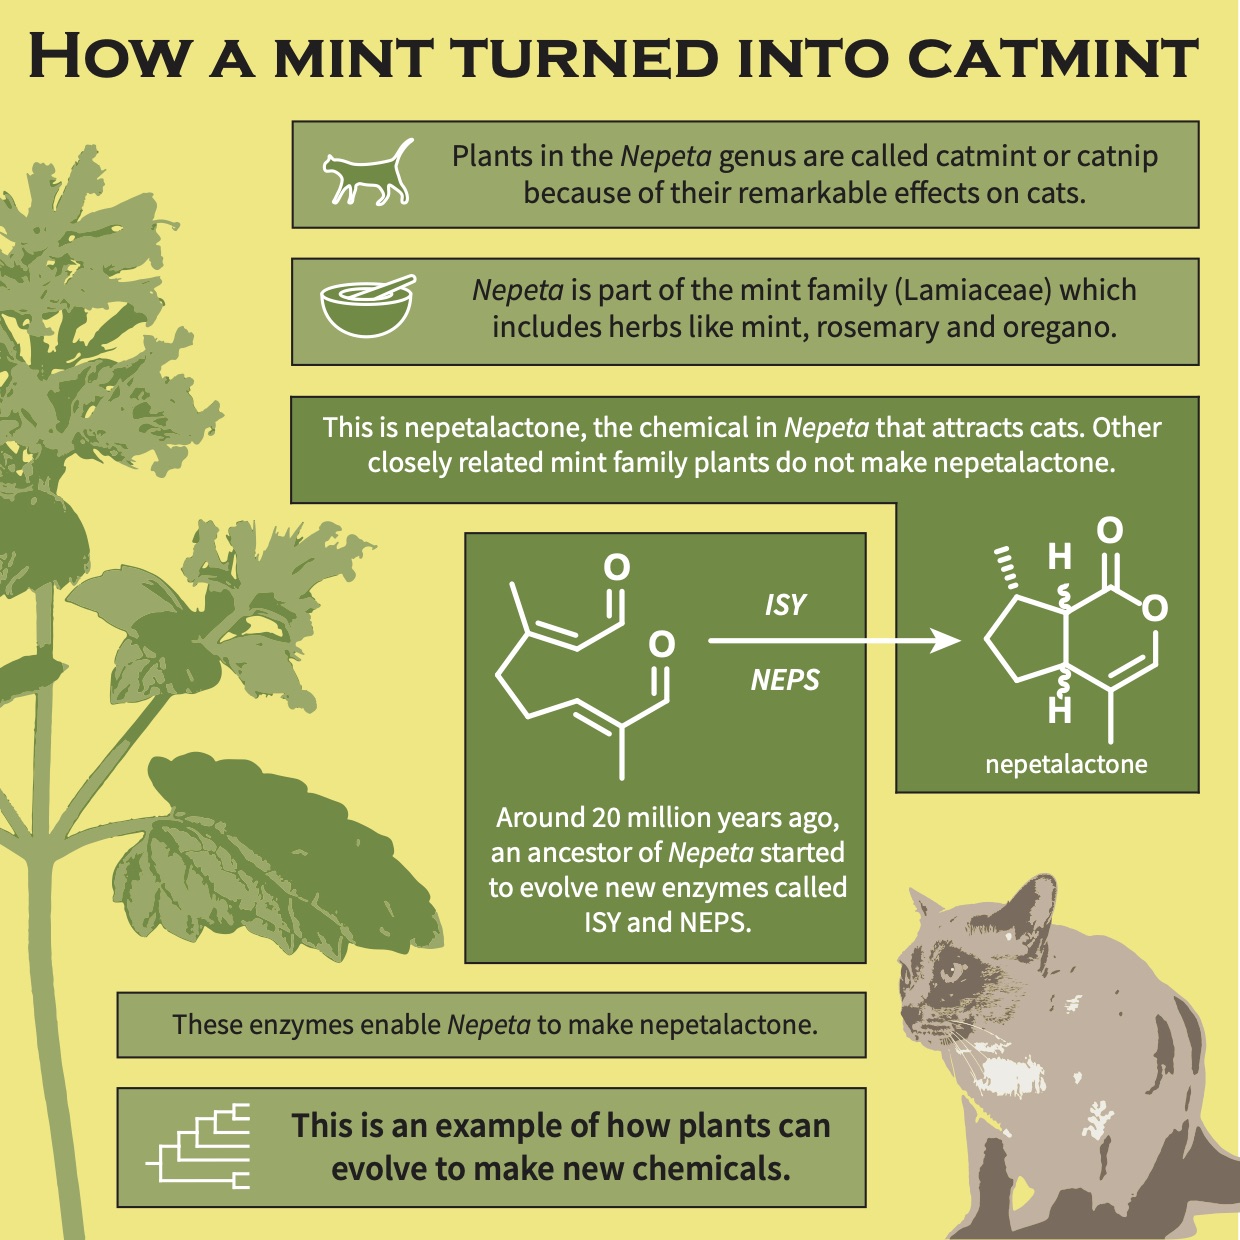 HOW A MINT TURNED INTO CATMINT
Plants in the Nepeta genus are called catmint or catnip
because of their remarkable effects on cats.
Nepeta is part of the mint family (Lamiaceae) which
includes herbs like mint, rosemary and oregano.
This is nepetalactone, the chemical in Nepeta that attracts cats. Other
closely related mint family plants do not make nepetalactone.
O
O
ISY
NEPS
O
H
O
H
nepetalactone
Around 20 million years ago,
an ancestor of Nepeta started
to evolve new enzymes called
ISY and NEPS.
These enzymes enable Nepeta to make nepetalactone.
This is an example of how plants can
evolve to make new chemicals.